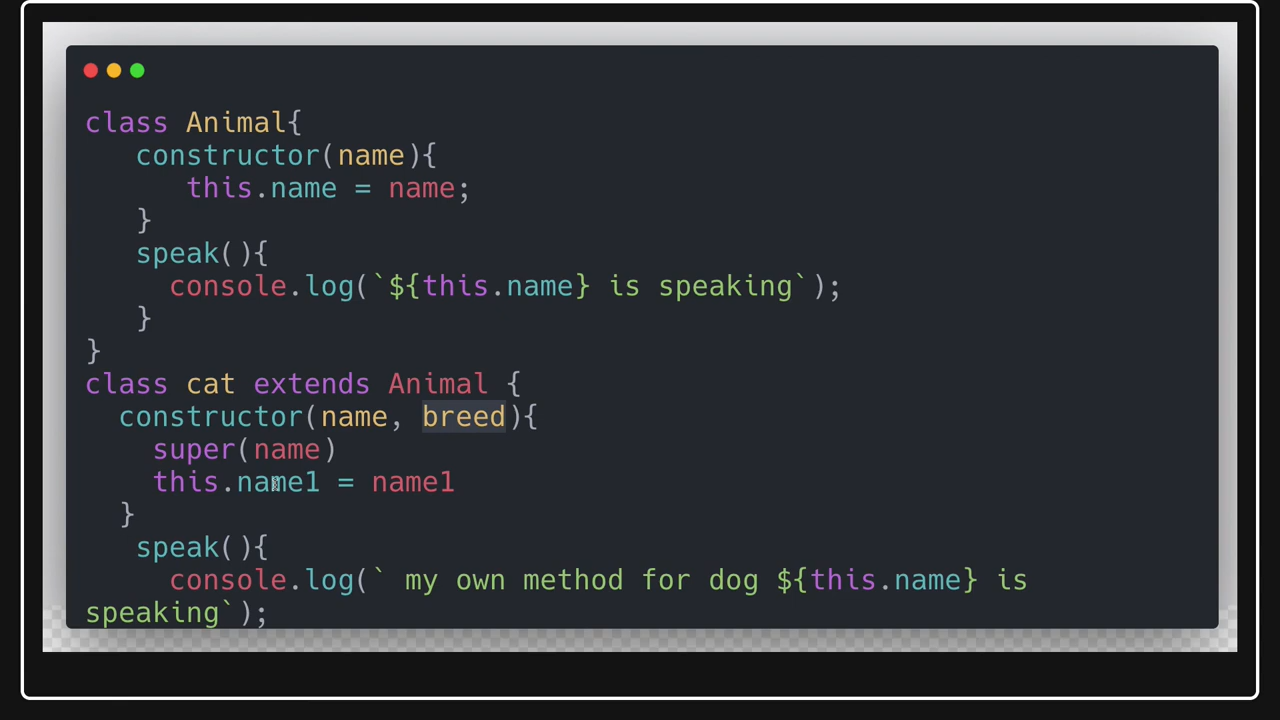 class Animal{
   constructor(name){
      this.name = name;
   }
   speak(){
     console.log(`${this.name} is speaking`);
   }
}
class cat extends Animal {
  constructor(name, breed){
    super(name)
    this.name1 = name1
  }
   speak(){
     console.log(` my own method for dog ${this.name} is
speaking`);